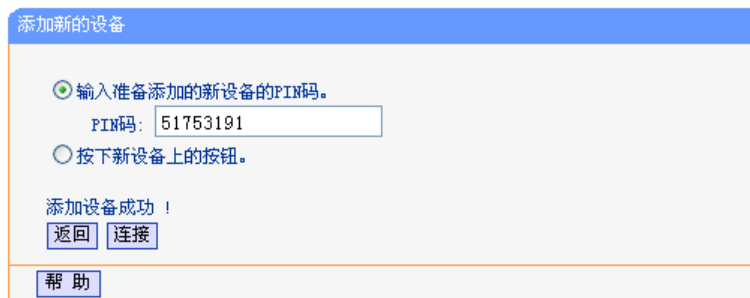 添加新的设备
输入准备添加的新设备的PIN码。
PIN码: 51753191
按下新设备上的按钮。
添加设备成功 !
返回 连接
帮 助